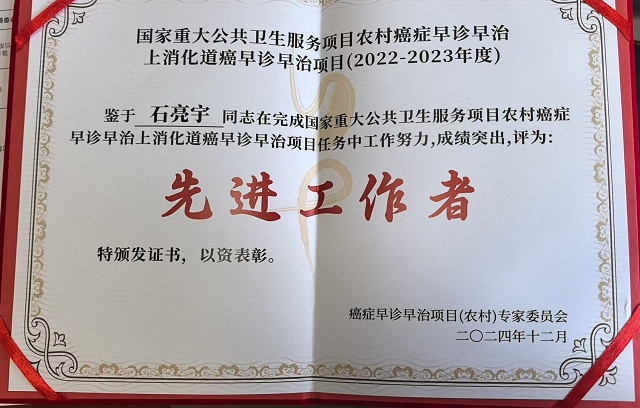 国家重大公共卫生服务项目农村癌症早诊早治
上消化道癌早诊早治项目(2022-2023年度)
鉴于 石亮宇 同志在完成国家重大公共卫生服务项目农村癌症
早诊早治上消化道癌早诊早治项目任务中工作努力,成绩突出,评为:
先进工作者
特颁发证书，以资表彰。
癌症早诊早治项目(农村)专家委员会
二〇二四年十二月